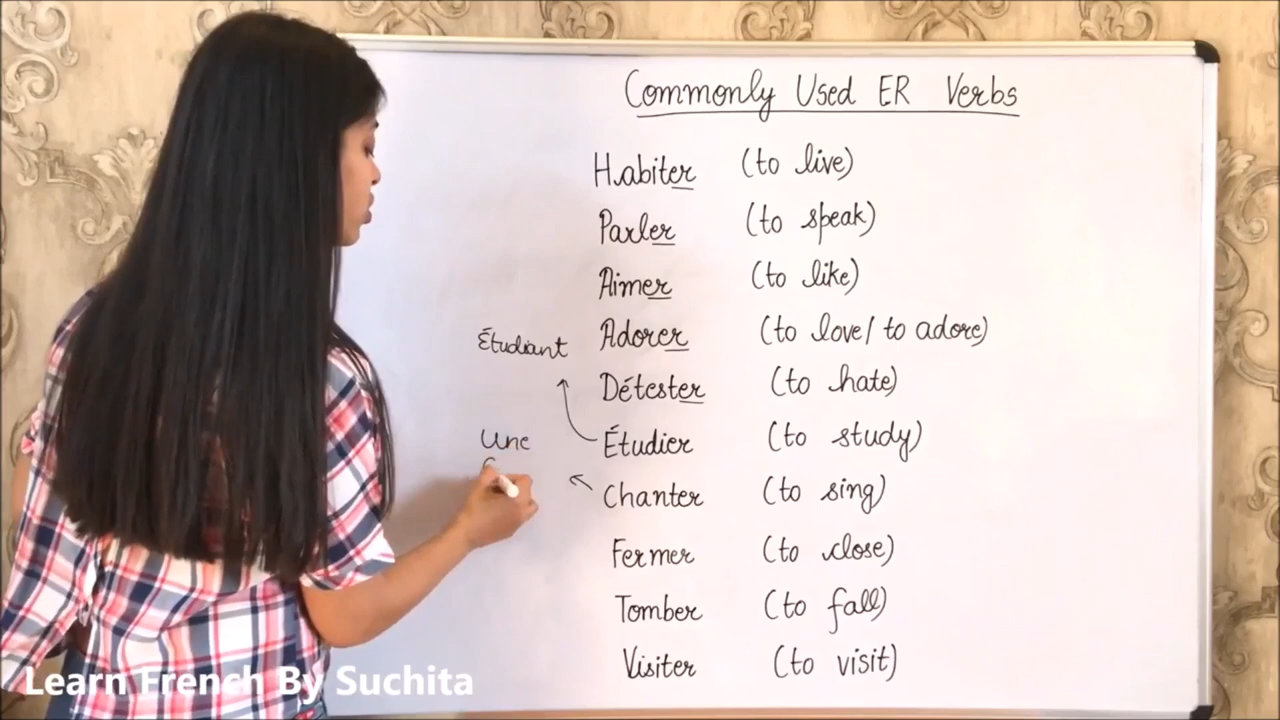 Commonly Used ER Verbs
Habiter (to live)
Parler (to speak)
Aimer (to like)
Adorer (to love/to adore)
Détester (to hate)
Étudier (to study)
Chanter (to sing)
Fermer (to close)
Tomber (to fall)
Visiter (to visit)
Étudiant
Une
Learn French By Suchita